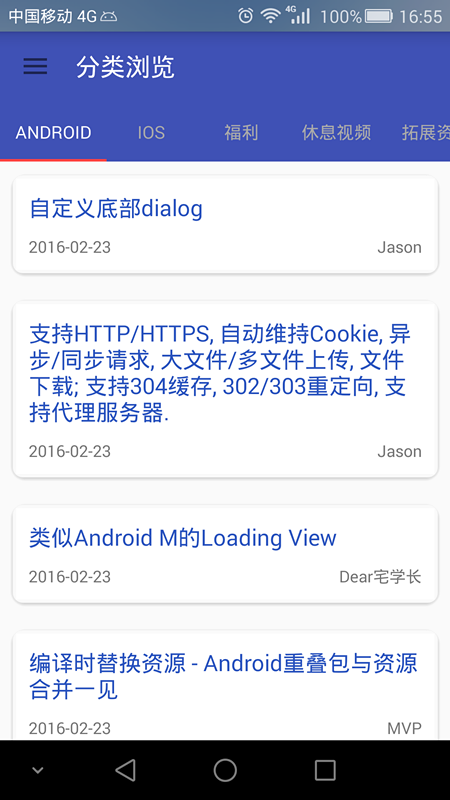 中国移动 4G 4G 100% 16:55
分类浏览
ANDROID IOS 福利 休息视频 拓展资
自定义底部dialog
2016-02-23 Jason
支持HTTP/HTTPS, 自动维持Cookie, 异
步/同步请求, 大文件/多文件上传, 文件
下载; 支持304缓存, 302/303重定向, 支
持代理服务器.
2016-02-23 Jason
类似Android M的Loading View
2016-02-23 Dear宅学长
编译时替换资源 - Android重叠包与资源
合并一见
2016-02-23 MVP